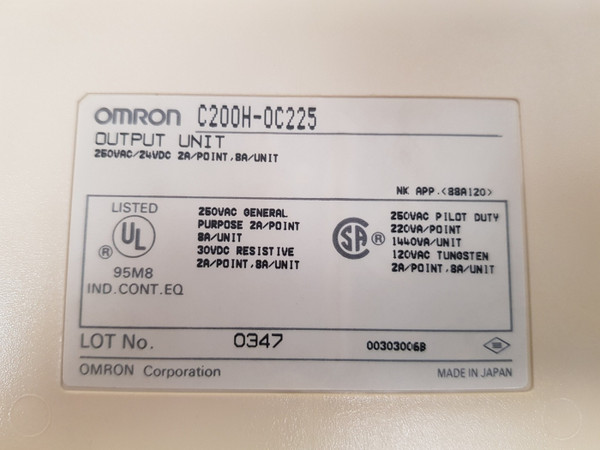 OMRON C200H-OC225
OUTPUT UNIT
250VAC/24VDC 2A/POINT,8A/UNIT
NK APP.<88A120>
LISTED
UL
®
95M8
IND.CONT.EQ
250VAC GENERAL
PURPOSE 2A/POINT
8A/UNIT
30VDC RESISTIVE
2A/POINT,8A/UNIT
SA ®
250VAC PILOT DUTY
220VA/POINT
1440VA/UNIT
120VAC TUNGSTEN
2A/POINT,8A/UNIT
LOT No. 0347 00303006B
OMRON Corporation MADE IN JAPAN